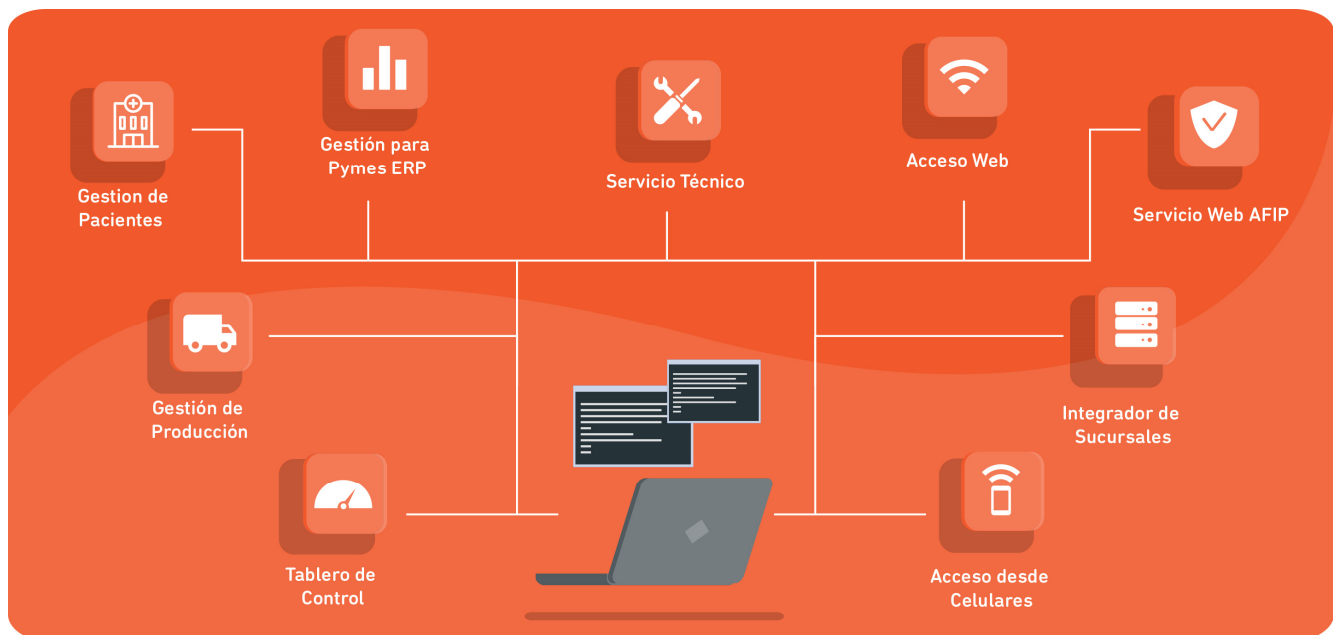 Gestión para
Pymes ERP
Acceso Web
Servicio Técnico
Gestion de
Pacientes
Servicio Web AFIP
Gestión de
Producción
Integrador de
Sucursales
Tablero de
Control
Acceso desde
Celulares